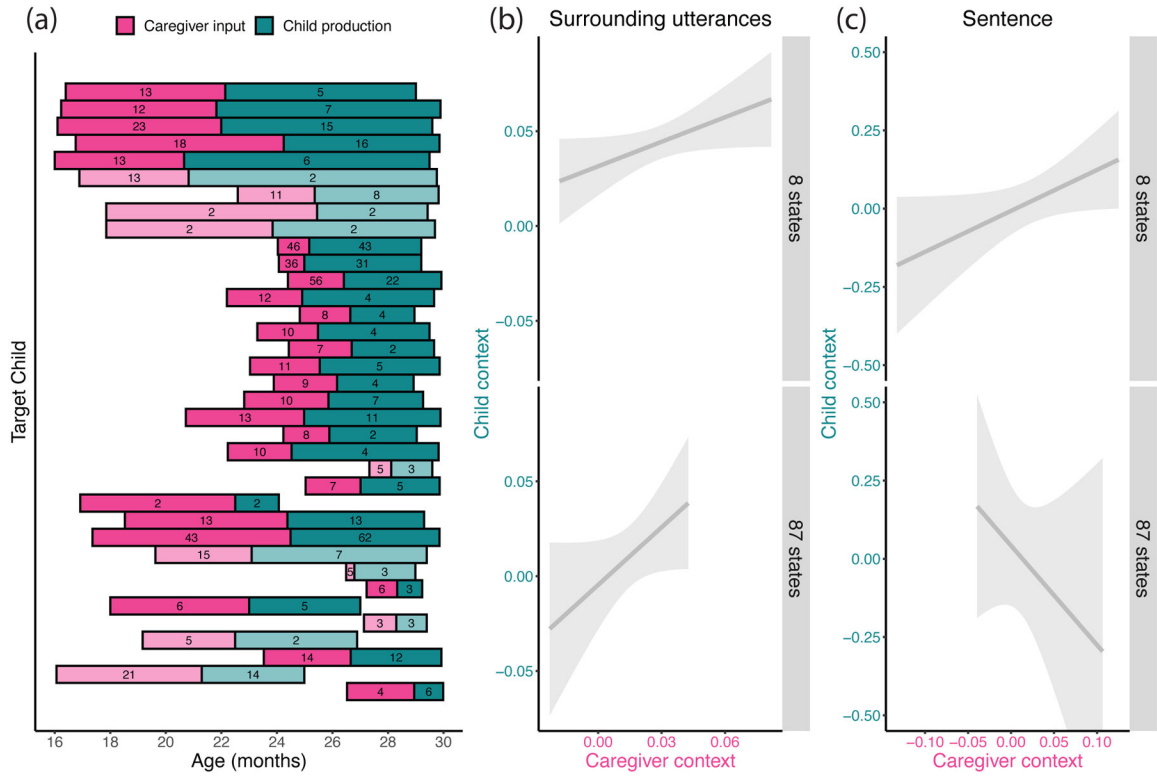 (a)
Caregiver input
Child production
13 5
12 7
23 15
18 16
13 6
13 2
11 8
2 2
2 2
46 43
36 31
56 22
12 4
8 4
10 4
7 2
11 5
9 4
10 7
13 11
8 2
10 4
5 3
7 5
2 2
13 13
43 62
15 7
5 3
6 3
6 5
3 3
5 2
14 12
21 14
4 6
Target Child
16 18 20 22 24 26 28 30
Age (months)
(b)
Surrounding utterances
0.05
0.00
−0.05
8 states
Child context
0.05
0.00
−0.05
87 states
0.00 0.03 0.06
Caregiver context
(c)
Sentence
0.50
0.25
0.00
−0.25
−0.50
8 states
Child context
0.50
0.25
0.00
−0.25
−0.50
87 states
−0.10 −0.05 0.00 0.05 0.10
Caregiver context